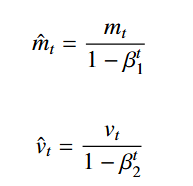 m̂_t = m_t / (1 − β_1^t)
v̂_t = v_t / (1 − β_2^t)